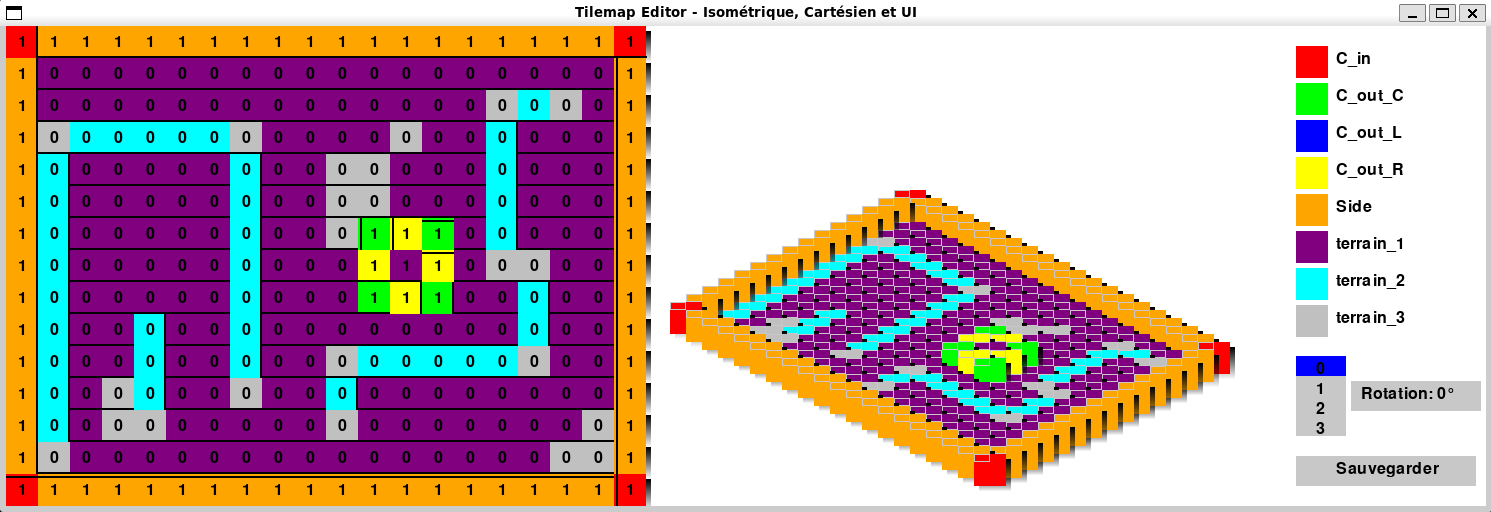 Tilemap Editor - Isométrique, Cartésien et UI
1 1 1 1 1 1 1 1 1 1 1 1 1 1 1 1 1 1 1 1
1 0 0 0 0 0 0 0 0 0 0 0 0 0 0 0 0 0 0 1
1 0 0 0 0 0 0 0 0 0 0 0 0 0 0 0 0 0 0 1
1 0 0 0 0 0 0 0 0 0 0 0 0 0 0 0 0 0 0 1
1 0 0 0 0 0 0 0 0 0 0 0 0 0 0 0 0 0 0 1
1 0 0 0 0 0 0 0 0 0 0 0 0 0 0 0 0 0 0 1
1 0 0 0 0 0 0 0 0 0 0 1 1 1 0 0 0 0 0 1
1 0 0 0 0 0 0 0 0 0 0 1 1 1 0 0 0 0 0 1
1 0 0 0 0 0 0 0 0 0 0 1 1 1 0 0 0 0 0 1
1 0 0 0 0 0 0 0 0 0 0 0 0 0 0 0 0 0 0 1
1 0 0 0 0 0 0 0 0 0 0 0 0 0 0 0 0 0 0 1
1 0 0 0 0 0 0 0 0 0 0 0 0 0 0 0 0 0 0 1
1 0 0 0 0 0 0 0 0 0 0 0 0 0 0 0 0 0 0 1
1 0 0 0 0 0 0 0 0 0 0 0 0 0 0 0 0 0 0 1
1 1 1 1 1 1 1 1 1 1 1 1 1 1 1 1 1 1 1 1
C_in
C_out_C
C_out_L
C_out_R
Side
terrain_1
terrain_2
terrain_3
0
1
2
3
Rotation: 0°
Sauvegarder